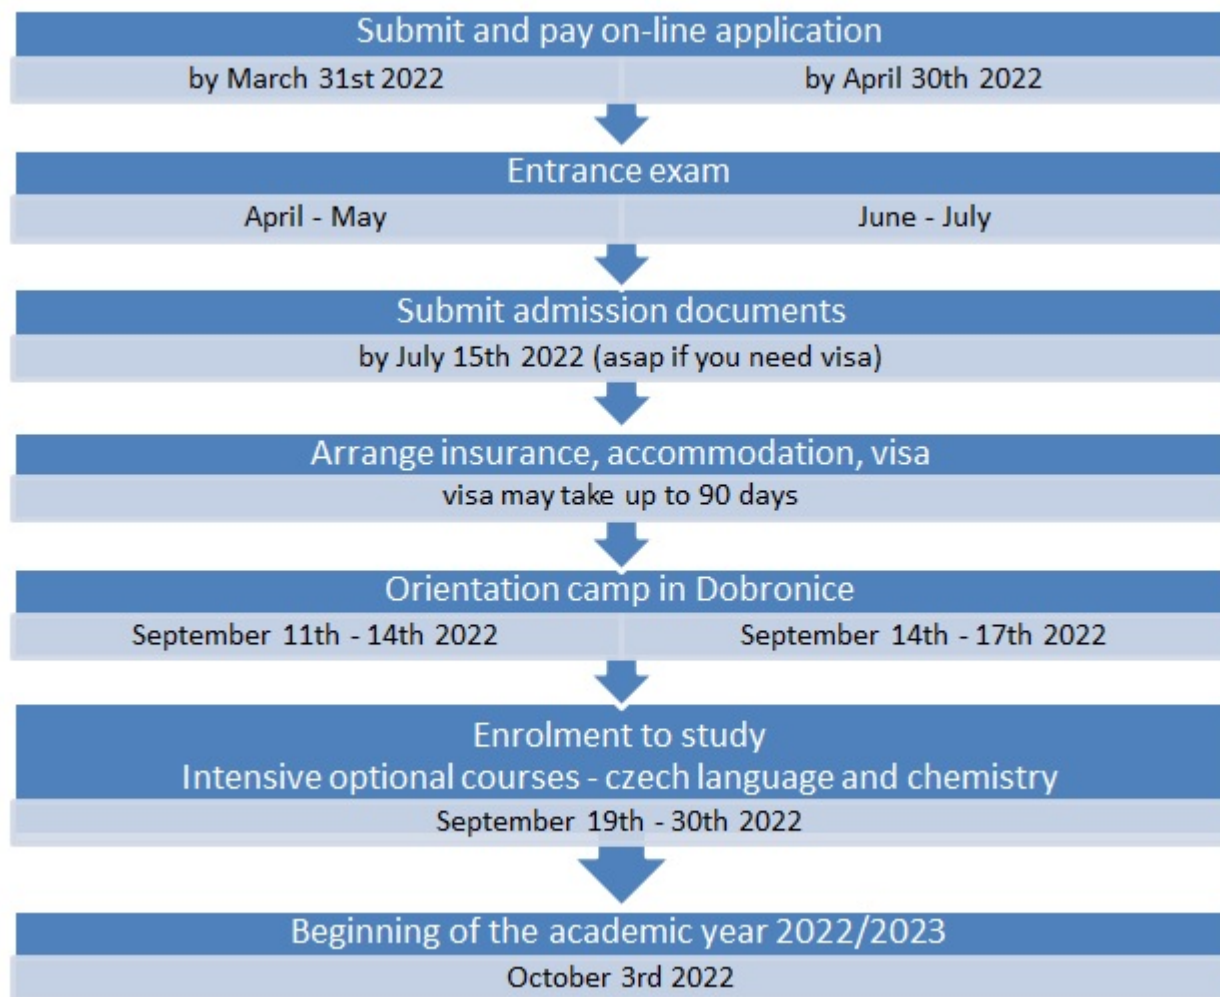 Submit and pay on-line application
by March 31st 2022
by April 30th 2022
Entrance exam
April - May
June - July
Submit admission documents
by July 15th 2022 (asap if you need visa)
Arrange insurance, accommodation, visa
visa may take up to 90 days
Orientation camp in Dobronice
September 11th - 14th 2022
September 14th - 17th 2022
Enrolment to study
Intensive optional courses - czech language and chemistry
September 19th - 30th 2022
Beginning of the academic year 2022/2023
October 3rd 2022